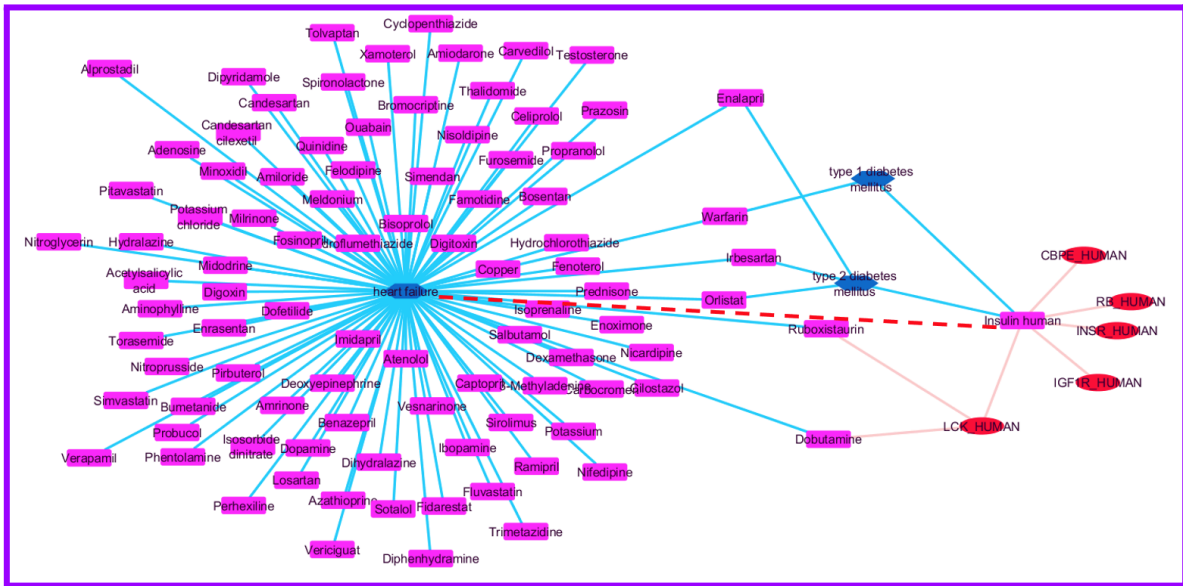 Cyclopenthiazide
Tolvaptan
Xamoterol
Amiodarone
Carvedilol
Testosterone
Alprostadil
Dipyridamole
Spironolactone
Thalidomide
Enalapril
Candesartan
Bromocriptine
Celiprolol
Prazosin
Candesartan
cilexetil
Ouabain
Nisoldipine
Quinidine
Adenosine
Furosemide
Propranolol
Minoxidil
Amiloride
Felodipine
Simendan
type 1 diabetes
mellitus
Pitavastatin
Meldonium
Famotidine
Bosentan
Potassium
chloride
Milrinone
Bisoprolol
Warfarin
Nitroglycerin
Hydralazine
Fosinopril
droflumethiazide
Digitoxin
Hydrochlorothiazide
CBPE_HUMAN
Midodrine
Copper
Fenoterol
Irbesartan
Acetylsalicylic
acid
type 2 diabetes
mellitus
Digoxin
heart failure
Prednisone
Orlistat
RB_HUMAN
Aminophylline
Dofetilide
Isoprenaline
Insulin human
Torasemide
Enrasentan
Enoximone
Ruboxistaurin
INSR_HUMAN
Imidapril
Salbutamol
Nitroprusside
Pirbuterol
Atenolol
Dexamethasone
Nicardipine
Simvastatin
Deoxyepinephrine
Captopril
3-Methyladenine
Carbocromen
Cilostazol
IGF1R_HUMAN
Bumetanide
Amrinone
Vesnarinone
Probucol
Benazepril
Sirolimus
Potassium
LCK_HUMAN
Verapamil
Phentolamine
Isosorbide
dinitrate
Dopamine
Ibopamine
Dobutamine
Losartan
Dihydralazine
Ramipril
Nifedipine
Perhexiline
Azathioprine
Sotalol
Fidarestat
Fluvastatin
Trimetazidine
Vericiguat
Diphenhydramine